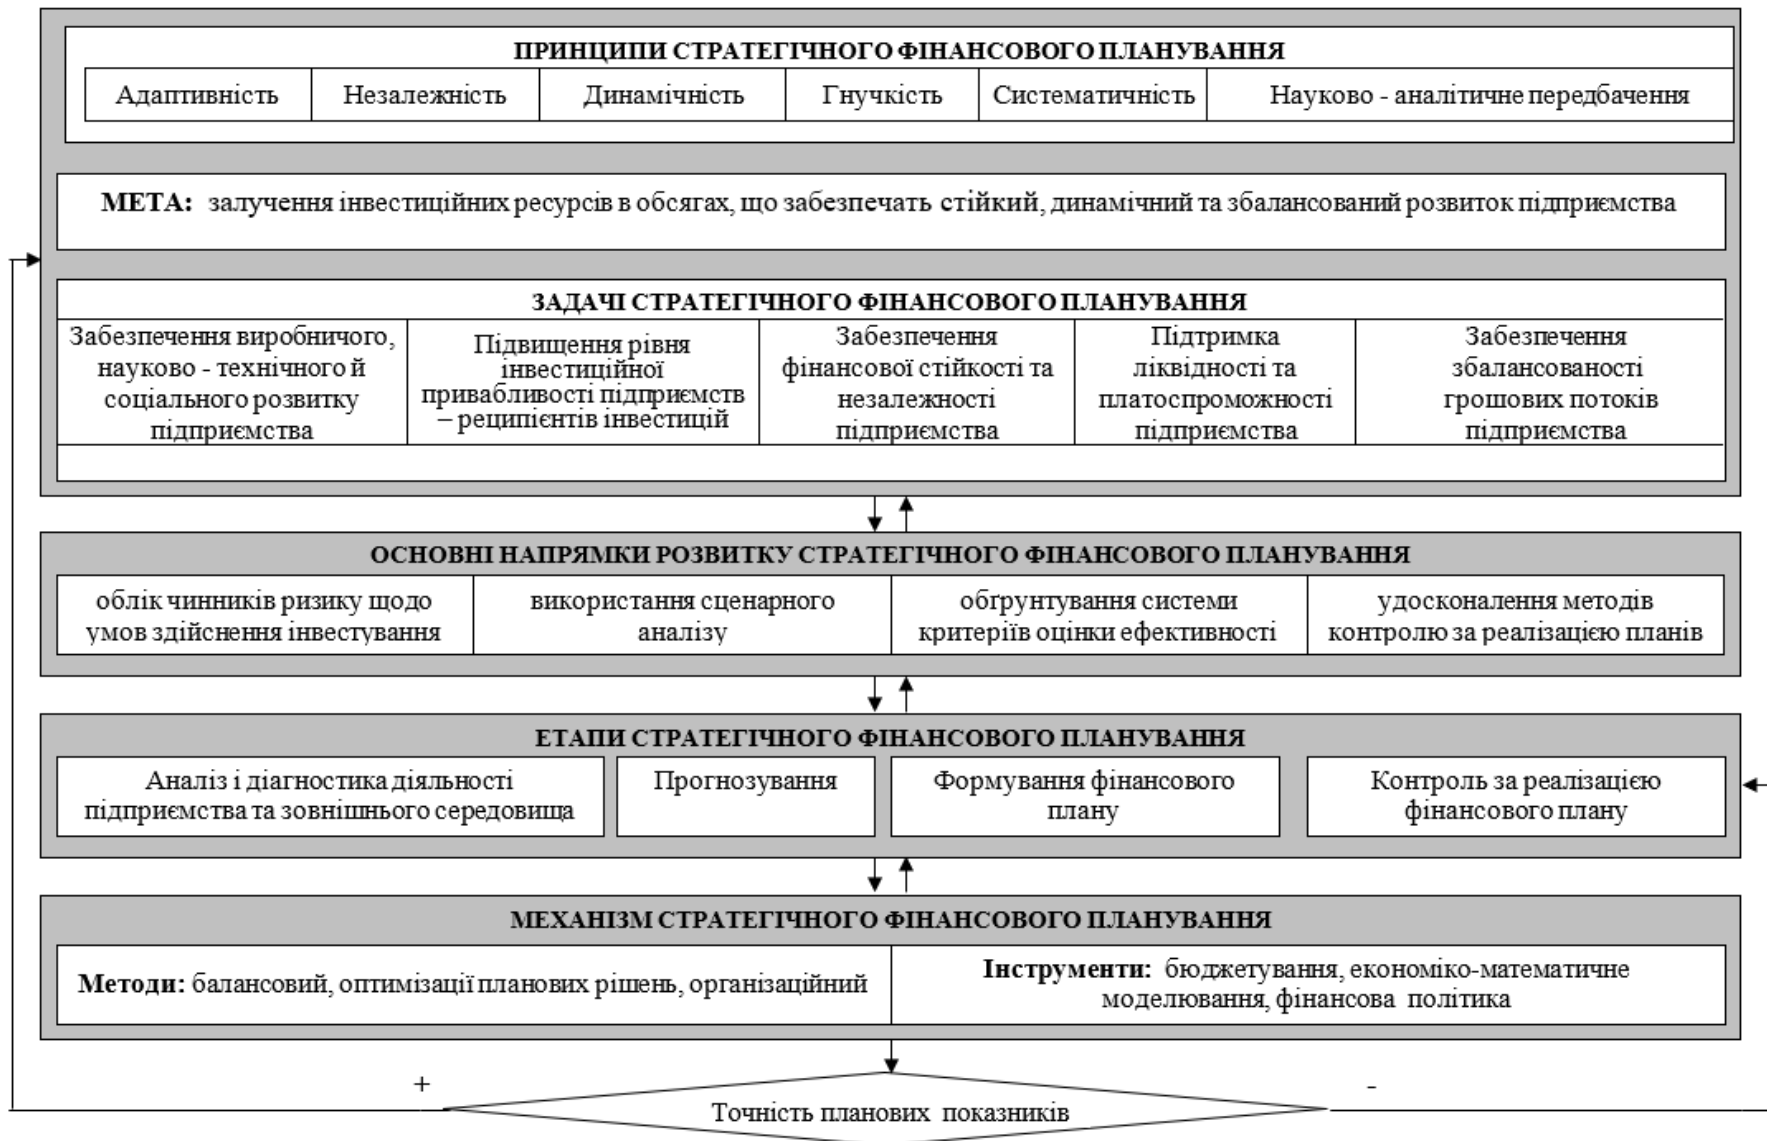 ПРИНЦИПИ СТРАТЕГІЧНОГО ФІНАНСОВОГО ПЛАНУВАННЯ
Адаптивність
Незалежність
Динамічність
Гнучкість
Систематичність
Науково - аналітичне передбачення
МЕТА: залучення інвестиційних ресурсів в обсягах, що забезпечать стійкий, динамічний та збалансований розвиток підприємства
ЗАДАЧІ СТРАТЕГІЧНОГО ФІНАНСОВОГО ПЛАНУВАННЯ
Забезпечення виробничого,
науково - технічного й
соціального розвитку
підприємства
Підвищення рівня
інвестиційної
привабливості підприємств
– реципієнтів інвестицій
Забезпечення
фінансової стійкості та
незалежності
підприємства
Підтримка
ліквідності та
платоспроможності
підприємства
Забезпечення
збалансованості
грошових потоків
підприємства
ОСНОВНІ НАПРЯМКИ РОЗВИТКУ СТРАТЕГІЧНОГО ФІНАНСОВОГО ПЛАНУВАННЯ
облік чинників ризику щодо
умов здійснення інвестування
використання сценарного
аналізу
обґрунтування системи
критеріїв оцінки ефективності
удосконалення методів
контролю за реалізацією планів
ЕТАПИ СТРАТЕГІЧНОГО ФІНАНСОВОГО ПЛАНУВАННЯ
Аналіз і діагностика діяльності
підприємства та зовнішнього середовища
Прогнозування
Формування фінансового
плану
Контроль за реалізацією
фінансового плану
МЕХАНІЗМ СТРАТЕГІЧНОГО ФІНАНСОВОГО ПЛАНУВАННЯ
Методи: балансовий, оптимізації планових рішень, організаційний
Інструменти: бюджетування, економіко-математичне
моделювання, фінансова політика
+
-
Точність планових показників